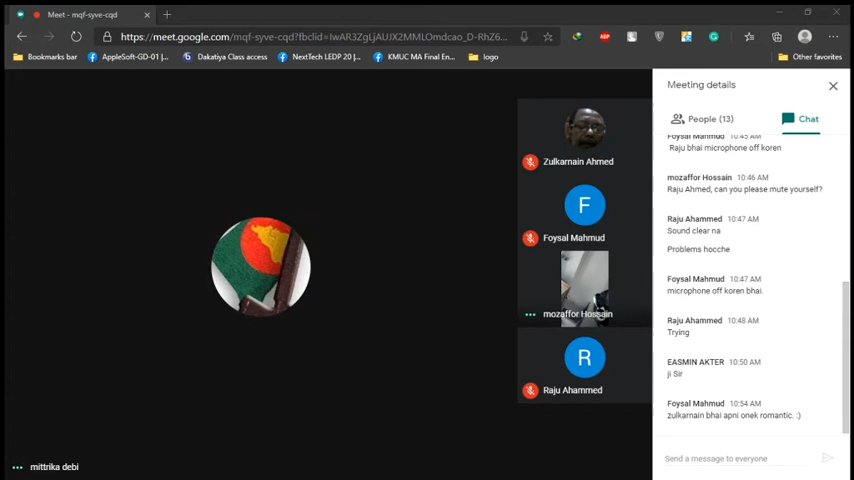 Meet - mqf-syve-cqd
https://meet.google.com/mqf-syve-cqd?fbclid=IwAR3ZgLjAUJX2MMLOmdcao_D-RhZ6...
Bookmarks bar
AppleSoft-GD-01 |...
Dakatiya Class access
NextTech LEDP 20 |...
KMUC MA Final En...
logo
Other favorites
Meeting details
People (13)
Chat
Foysal Mahmud 10:45 AM
Raju bhai microphone off koren
mozaffor Hossain 10:46 AM
Raju Ahmed, can you please mute yourself?
Raju Ahammed 10:47 AM
Sound clear na
Problems hocche
Foysal Mahmud 10:47 AM
microphone off koren bhai.
Raju Ahammed 10:48 AM
Trying
EASMIN AKTER 10:50 AM
ji Sir
Foysal Mahmud 10:54 AM
zulkarnain bhai apni onek romantic. :)
Send a message to everyone
Zulkarnain Ahmed
F
Foysal Mahmud
mozaffor Hossain
R
Raju Ahammed
mittrika debi